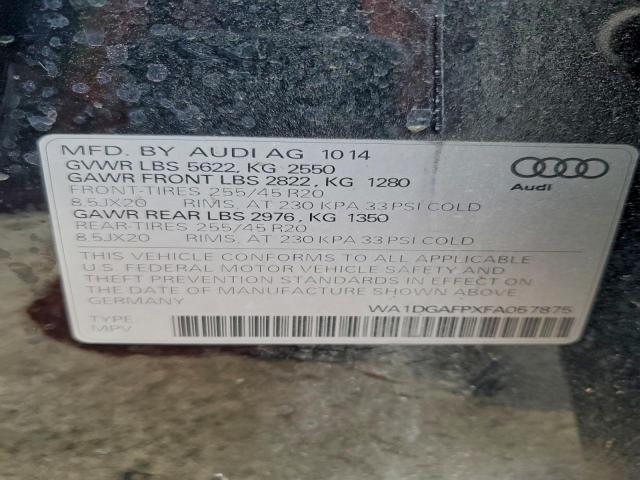 MFD. BY AUDI AG 1014
GVWR LBS 5622, KG 2550
GAWR FRONT LBS 2822, KG 1280
FRONT-TIRES 255/45 R20
8.5JX20 RIMS, AT 230 KPA 33 PSI COLD
GAWR REAR LBS 2976, KG 1350
REAR-TIRES 255/45 R20
8.5JX20 RIMS, AT 230 KPA 33 PSI COLD
Audi
THIS VEHICLE CONFORMS TO ALL APPLICABLE
U.S. FEDERAL MOTOR VEHICLE SAFETY AND
THEFT PREVENTION STANDARDS IN EFFECT ON
THE DATE OF MANUFACTURE SHOWN ABOVE
GERMANY
WA1DGAFPXFA057875
TYPE
MPV